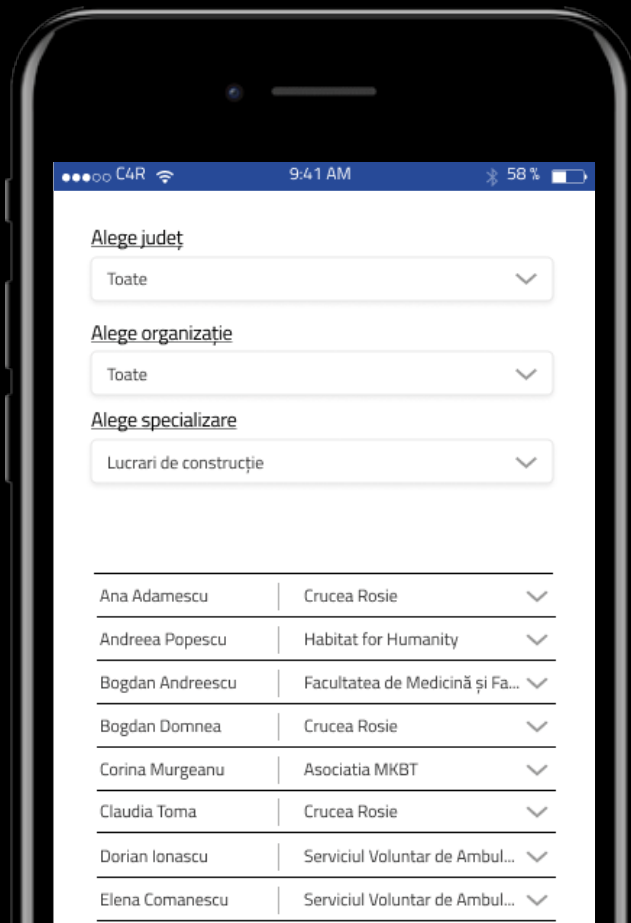 C4R 9:41 AM 58 %
Alege județ
Toate
Alege organizație
Toate
Alege specializare
Lucrari de construcție
Ana Adamescu Crucea Rosie
Andreea Popescu Habitat for Humanity
Bogdan Andreescu Facultatea de Medicină și Fa...
Bogdan Domnea Crucea Rosie
Corina Murgeanu Asociatia MKBT
Claudia Toma Crucea Rosie
Dorian Ionascu Serviciul Voluntar de Ambul...
Elena Comanescu Serviciul Voluntar de Ambul...